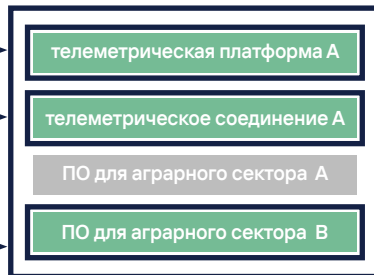 телеметрическая платформа А
телеметрическое соединение А
ПО для аграрного сектора А
ПО для аграрного сектора В